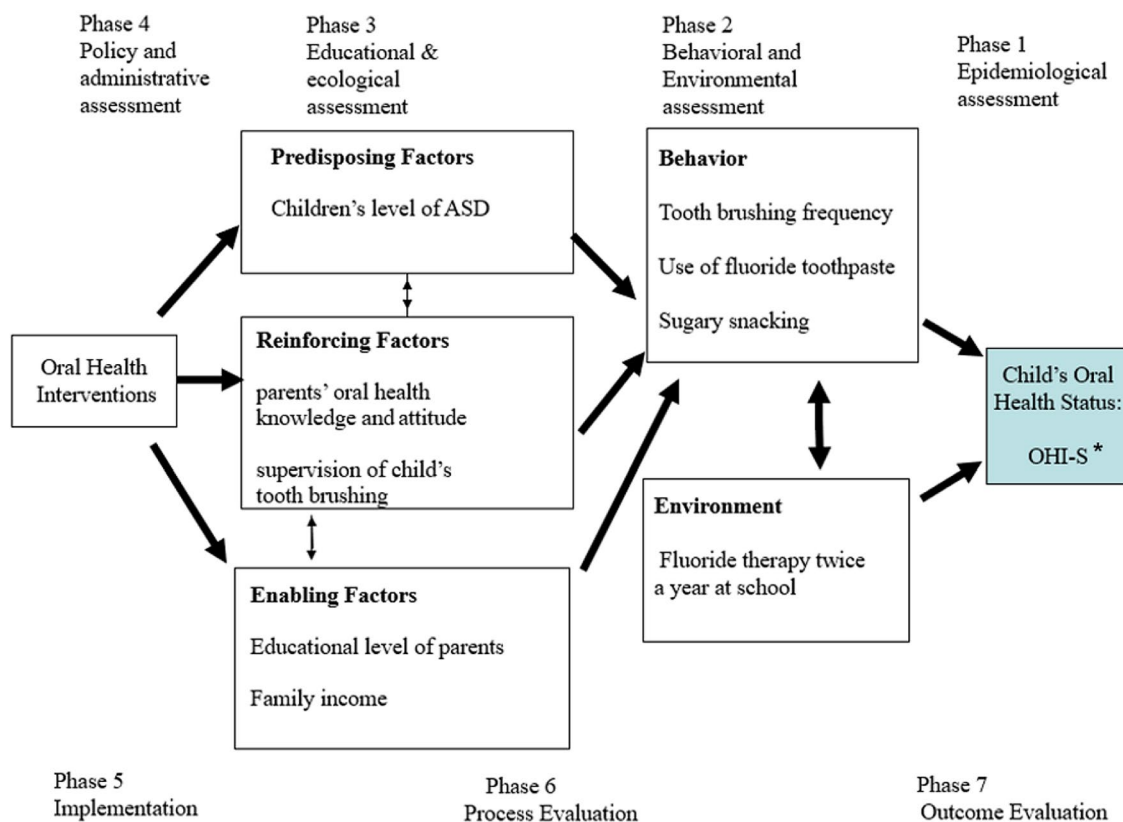 Phase 4
Policy and
administrative
assessment
Phase 3
Educational &
ecological
assessment
Phase 2
Behavioral and
Environmental
assessment
Phase 1
Epidemiological
assessment
Predisposing Factors
Children's level of ASD
Behavior
Tooth brushing frequency
Use of fluoride toothpaste
Sugary snacking
Oral Health
Interventions
Reinforcing Factors
parents' oral health
knowledge and attitude
supervision of child's
tooth brushing
Child's Oral
Health Status:
OHI-S *
Environment
Fluoride therapy twice
a year at school
Enabling Factors
Educational level of parents
Family income
Phase 5
Implementation
Phase 6
Process Evaluation
Phase 7
Outcome Evaluation